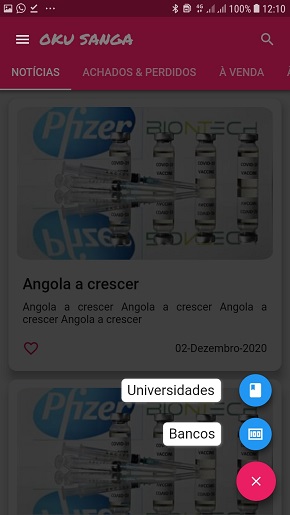 100% 12:10
OKU SANGA
NOTÍCIAS ACHADOS & PERDIDOS À VENDA
Pfizer BIONTECH
Angola a crescer
Angola a crescer Angola a crescer Angola a
crescer Angola a crescer
02-Dezembro-2020
Universidades
Pfizer
Bancos